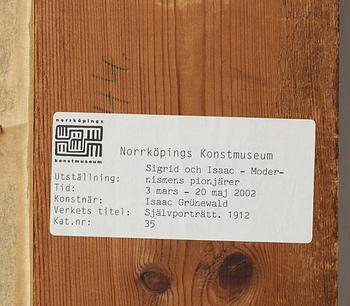 norrköpings
konstmuseum
Norrköpings Konstmuseum
Utställning: Sigrid och Isaac - Moder-
nismens pionjärer
Tid: 3 mars - 20 maj 2002
Konstnär: Isaac Grünewald
Verkets titel: Självporträtt. 1912
Kat.nr: 35